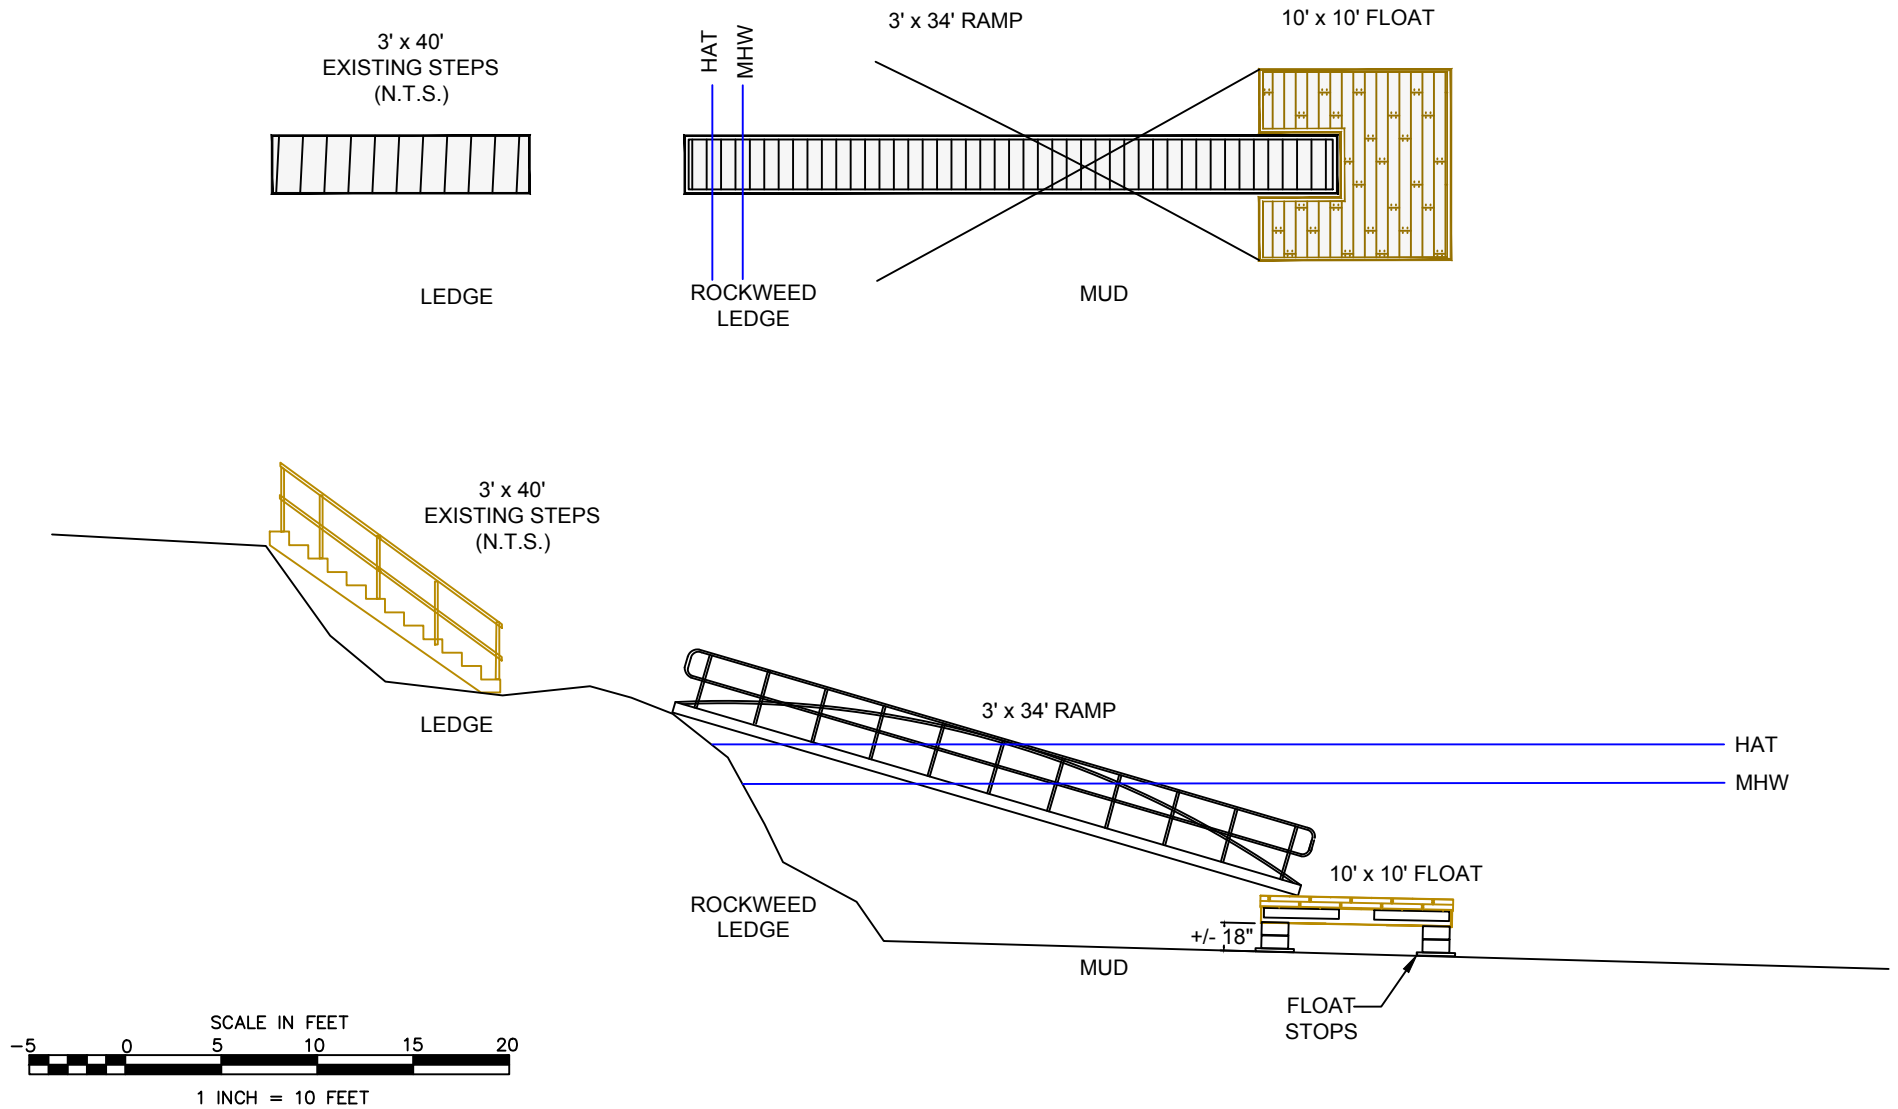 3' x 40'
EXISTING STEPS
(N.T.S.)
HAT
MHW
3' x 34' RAMP
10' x 10' FLOAT
LEDGE
ROCKWEED
LEDGE
MUD
3' x 40'
EXISTING STEPS
(N.T.S.)
LEDGE
3' x 34' RAMP
HAT
MHW
10' x 10' FLOAT
ROCKWEED
LEDGE
+/- 18"
MUD
FLOAT
STOPS
SCALE IN FEET
-5 0 5 10 15 20
1 INCH = 10 FEET